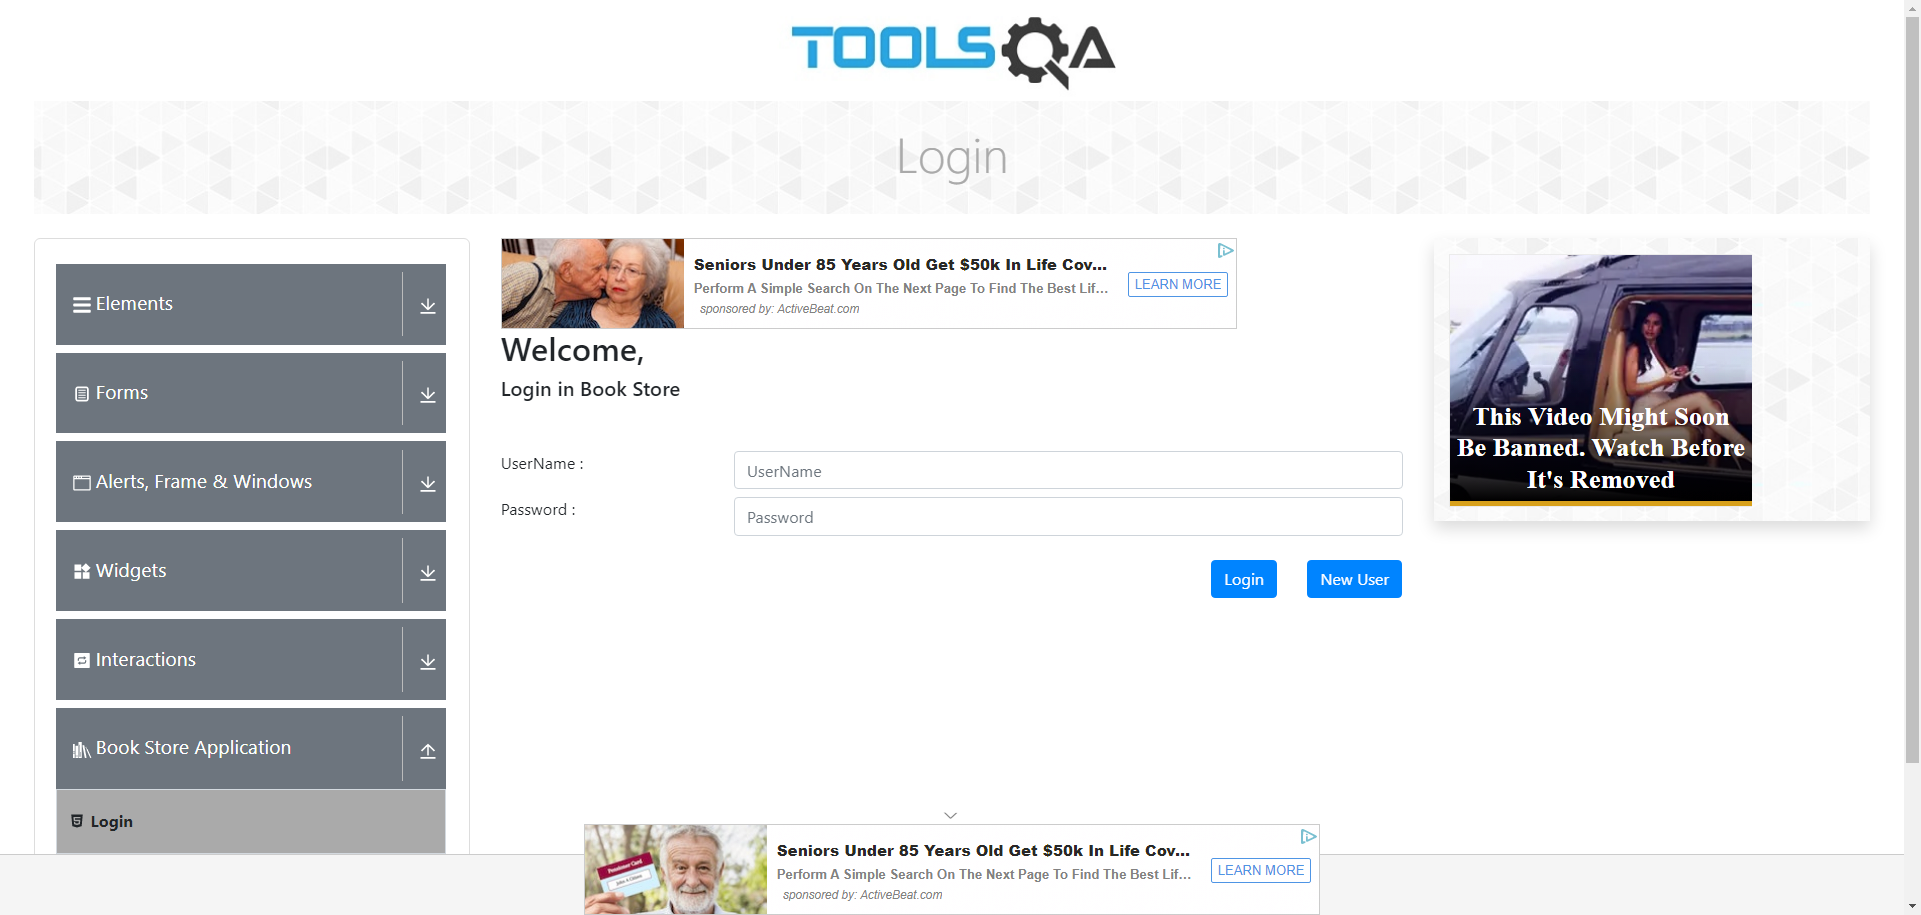 TOOLSQA
Login
Elements
Forms
Alerts, Frame & Windows
Widgets
Interactions
Book Store Application
Login
Seniors Under 85 Years Old Get $50k In Life Cov...
Perform A Simple Search On The Next Page To Find The Best Lif...
sponsored by: ActiveBeat.com
LEARN MORE
Welcome,
Login in Book Store
UserName :
UserName
Password :
Password
Login
New User
This Video Might Soon
Be Banned. Watch Before
It's Removed
Seniors Under 85 Years Old Get $50k In Life Cov...
Perform A Simple Search On The Next Page To Find The Best Lif...
sponsored by: ActiveBeat.com
LEARN MORE